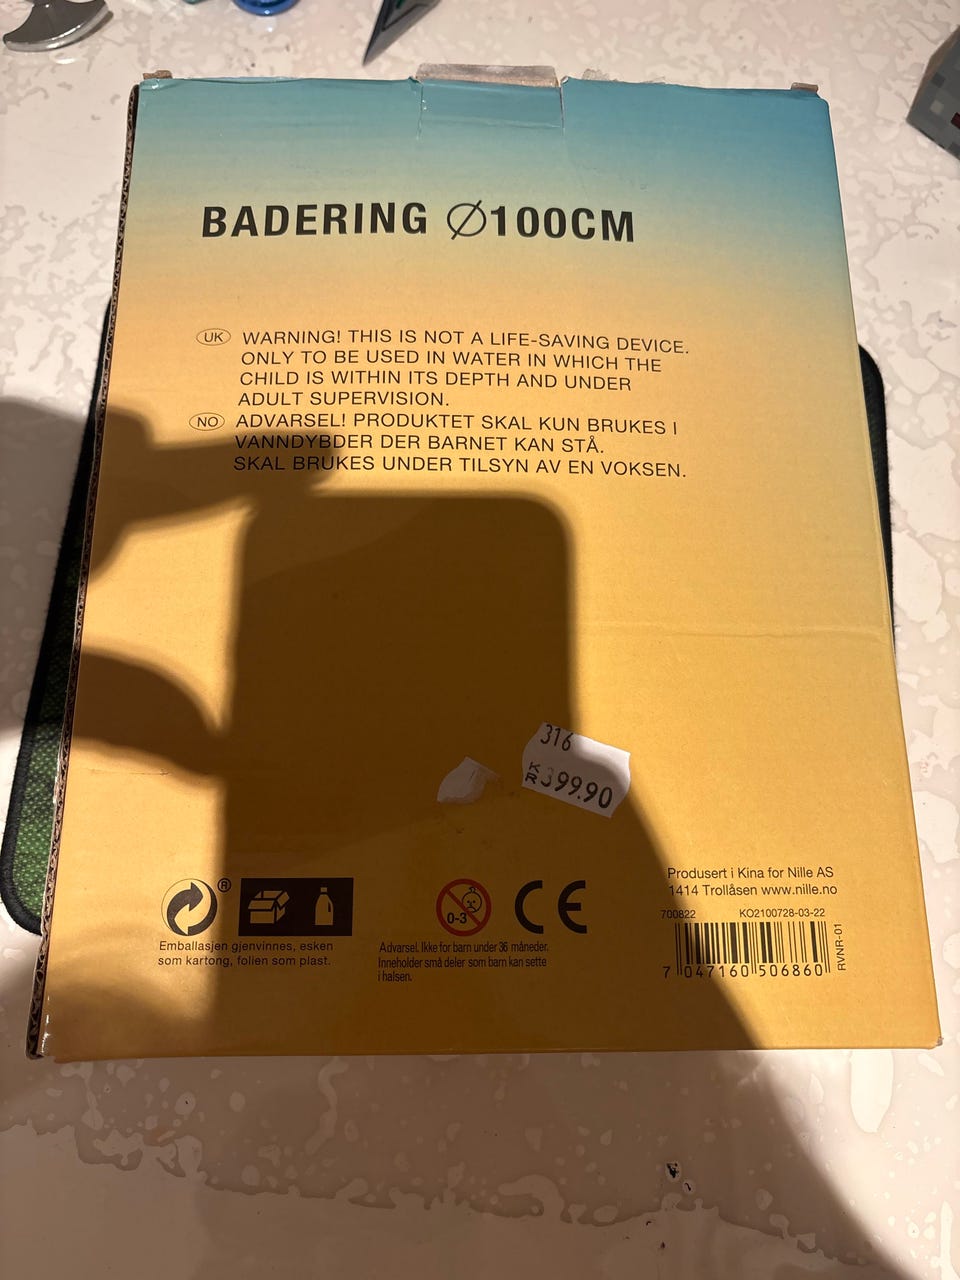 BADERING Ø100CM
UK WARNING! THIS IS NOT A LIFE-SAVING DEVICE.
ONLY TO BE USED IN WATER IN WHICH THE
CHILD IS WITHIN ITS DEPTH AND UNDER
ADULT SUPERVISION.
NO ADVARSEL! PRODUKTET SKAL KUN BRUKES I
VANNDYBDER DER BARNET KAN STÅ.
SKAL BRUKES UNDER TILSYN AV EN VOKSEN.
316
KR 399.90
®
Emballasjen gjenvinnes, esken
som kartong, folien som plast.
0-3
Advarsel. Ikke for barn under 36 måneder.
Inneholder små deler som barn kan sette
i halsen.
CE
Produsert i Kina for Nille AS
1414 Trollåsen www.nille.no
700822 KO2100728-03-22
7 047160 506860
RVNR-01